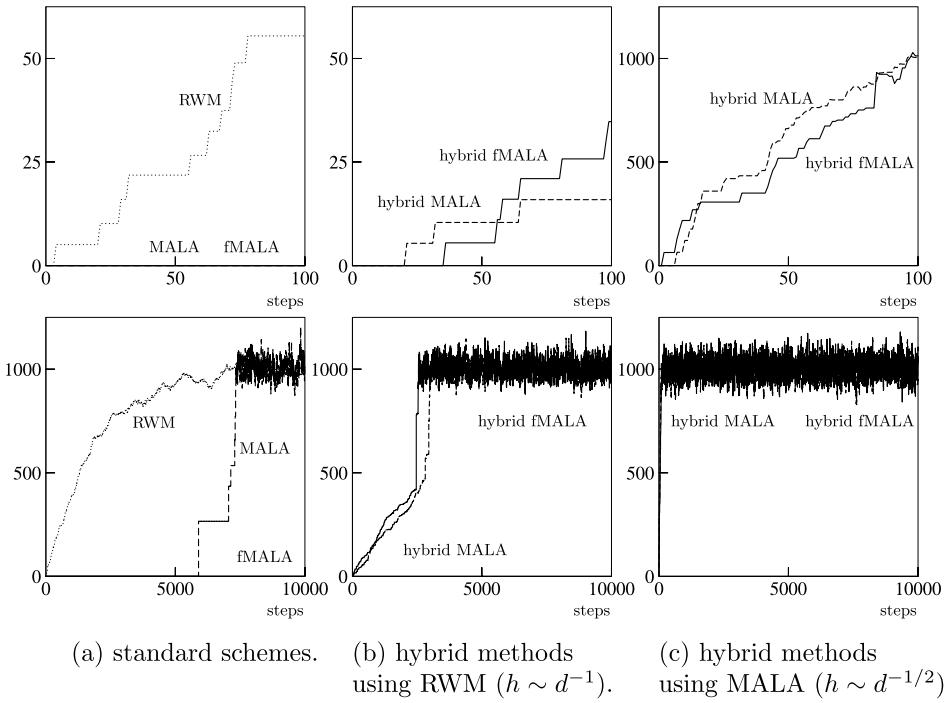 50
25
0
RWM
MALA fMALA
0 50 100
steps
50
25
0
hybrid fMALA
hybrid MALA
0 50 100
steps
1000
500
0
hybrid MALA
hybrid fMALA
0 50 100
steps
1000
500
0
RWM
MALA
fMALA
0 5000 10000
steps
1000
500
0
hybrid fMALA
hybrid MALA
0 5000 10000
steps
1000
500
0
hybrid MALA hybrid fMALA
0 5000 10000
steps
(a) standard schemes.
(b) hybrid methods
using RWM (h ∼ d⁻¹).
(c) hybrid methods
using MALA (h ∼ d⁻¹/²)